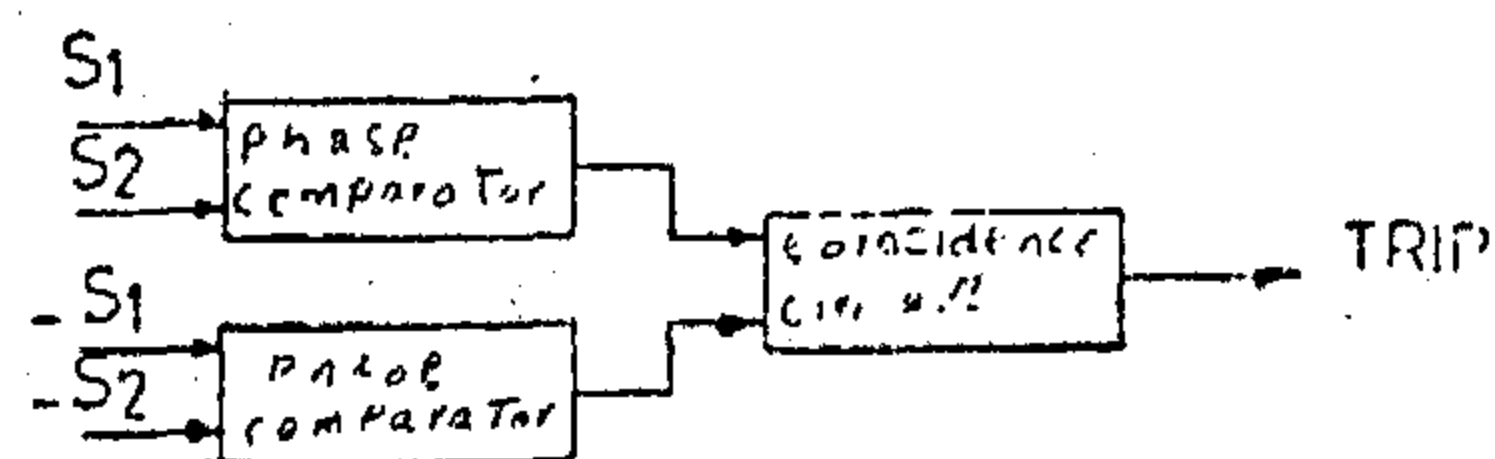 S1
S2
phase
comparator
coincidence
TRIP
- S1
- S2
comparator